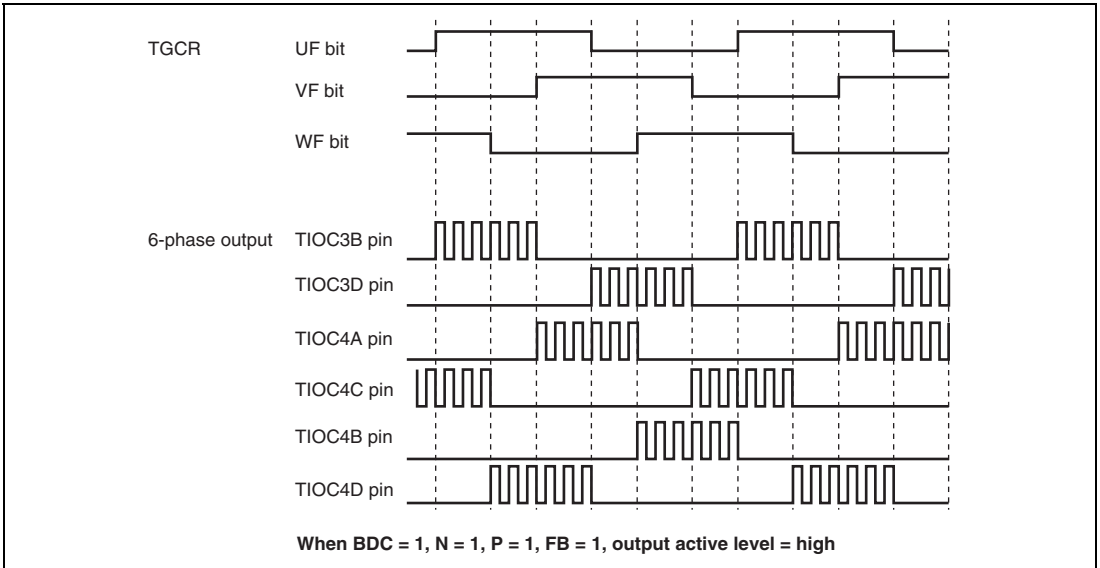 TGCR UF bit
VF bit
WF bit
6-phase output TIOC3B pin
TIOC3D pin
TIOC4A pin
TIOC4C pin
TIOC4B pin
TIOC4D pin
When BDC = 1, N = 1, P = 1, FB = 1, output active level = high